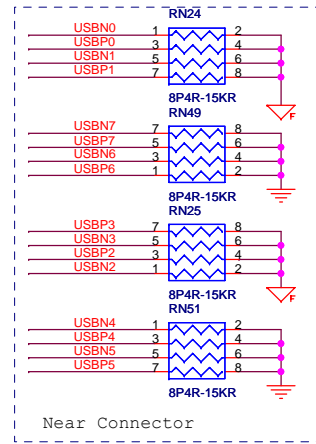 RN24
USBN0 1 2
USBP0 3 4
USBN1 5 6
USBP1 7 8
F
8P4R-15KR
RN49
USBN7 7 8
USBP7 5 6
USBN6 3 4
USBP6 1 2
8P4R-15KR
RN25
USBP3 7 8
USBN3 5 6
USBP2 3 4
USBN2 1 2
F
8P4R-15KR
RN51
USBN4 1 2
USBP4 3 4
USBN5 5 6
USBP5 7 8
8P4R-15KR
Near Connector